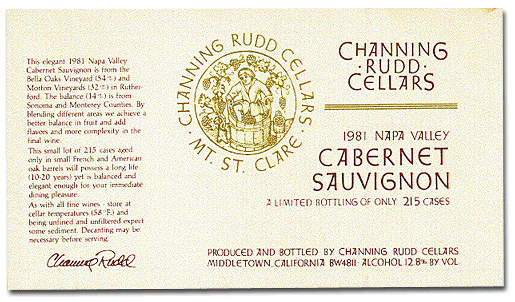 This elegant 1981 Napa Valley
Cabernet Sauvignon is from the
Bella Oaks Vineyard (54%) and
Morton Vineyards (32%) in Ruther-
ford. The balance (14%) is from
Sonoma and Monterey Counties. By
blending different areas we achieve a
better balance in fruit and add
flavors and more complexity in the
final wine.
This small lot of 215 cases aged
only in small French and American
oak barrels will possess a long life
(10-20 years) yet is balanced and
elegant enough for your immediate
dining pleasure.
As with all fine wines - store at
cellar temperatures (58°F.) and
being unfined and unfiltered expect
some sediment. Decanting may be
necessary before serving.
Channing Rudd
CHANNING RUDD CELLARS
· MT. ST. CLARE ·
CHANNING
· RUDD ·
CELLARS
1981 NAPA VALLEY
CABERNET
SAUVIGNON
A LIMITED BOTTLING OF ONLY 215 CASES
PRODUCED AND BOTTLED BY CHANNING RUDD CELLARS
MIDDLETOWN, CALIFORNIA BW4811 · ALCOHOL 12.8% BY VOL